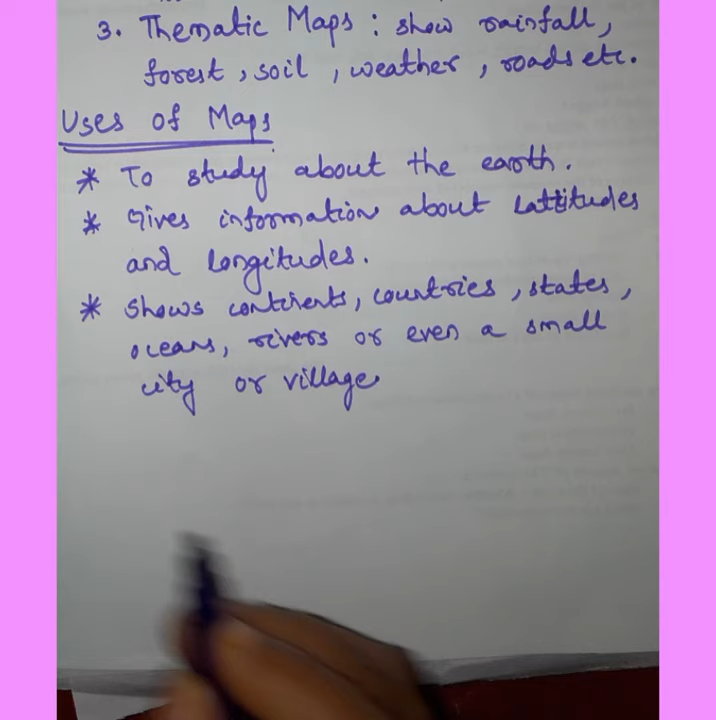 3. Thematic Maps : show rainfall,
forest, soil, weather, roads etc.
Uses of Maps
* To study about the earth.
* Gives information about Lattitudes
and longitudes.
* Shows continents, countries, states,
oceans, rivers or even a small
city or village